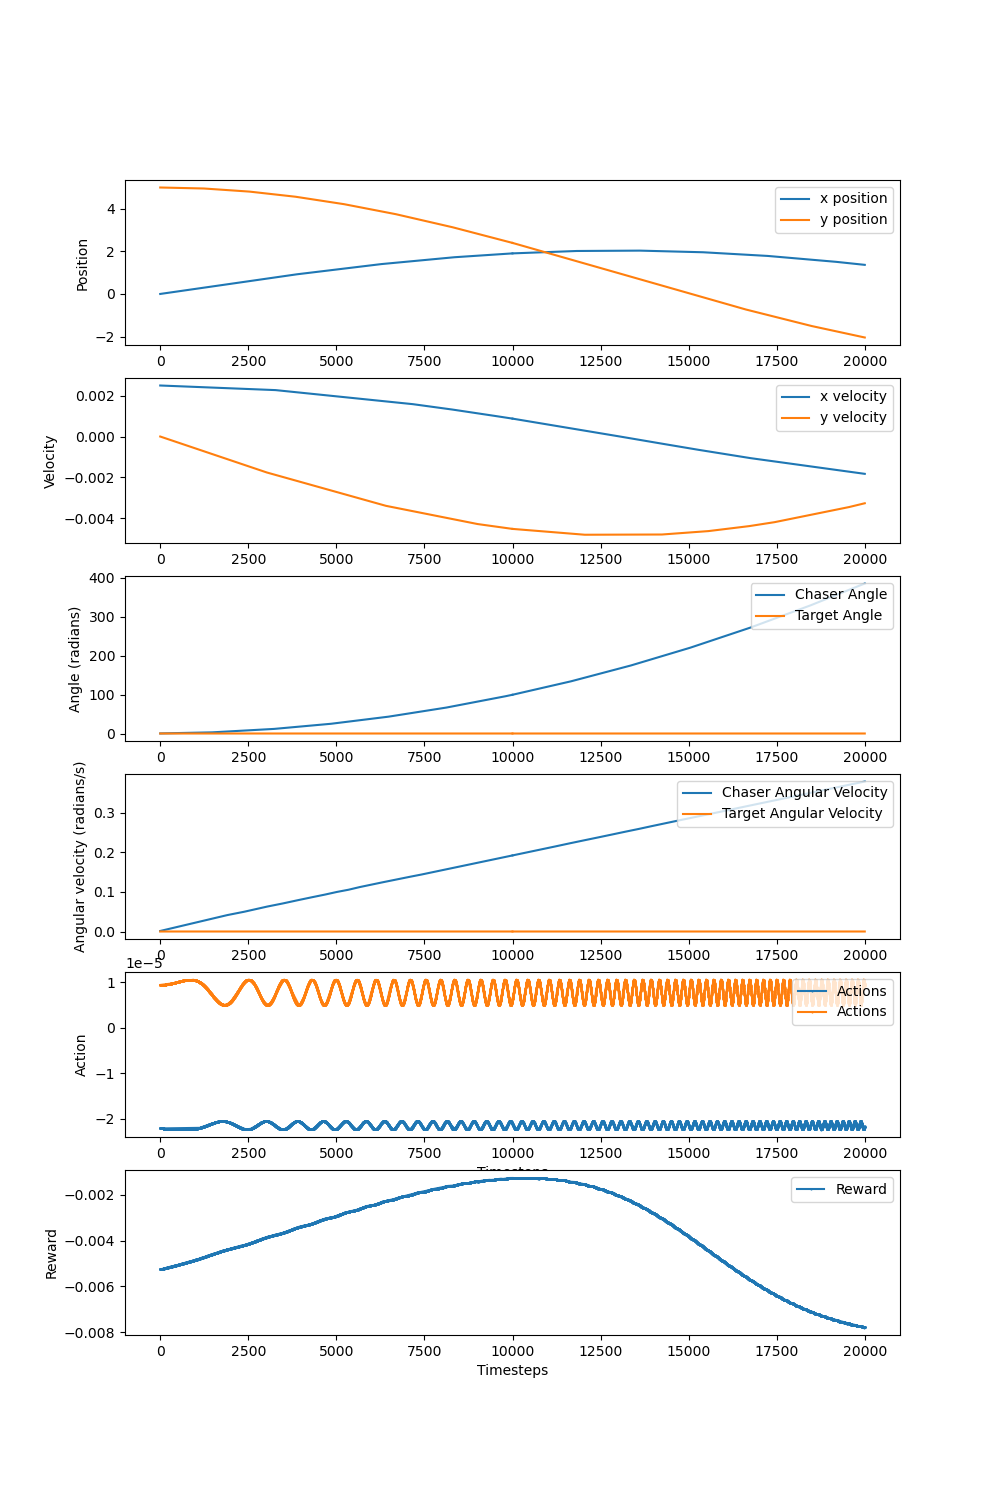 4
2
0
−2
Position
x position
y position
0 2500 5000 7500 10000 12500 15000 17500 20000
0.002
0.000
−0.002
−0.004
Velocity
x velocity
y velocity
0 2500 5000 7500 10000 12500 15000 17500 20000
400
300
200
100
0
Angle (radians)
Chaser Angle
Target Angle
0 2500 5000 7500 10000 12500 15000 17500 20000
0.3
0.2
0.1
0.0
Angular velocity (radians/s)
Chaser Angular Velocity
Target Angular Velocity
0 2500 5000 7500 10000 12500 15000 17500 20000
1e−5
1
0
−1
−2
Action
Actions
Actions
0 2500 5000 7500 10000 12500 15000 17500 20000
Timesteps
−0.002
−0.004
−0.006
−0.008
Reward
Reward
0 2500 5000 7500 10000 12500 15000 17500 20000
Timesteps